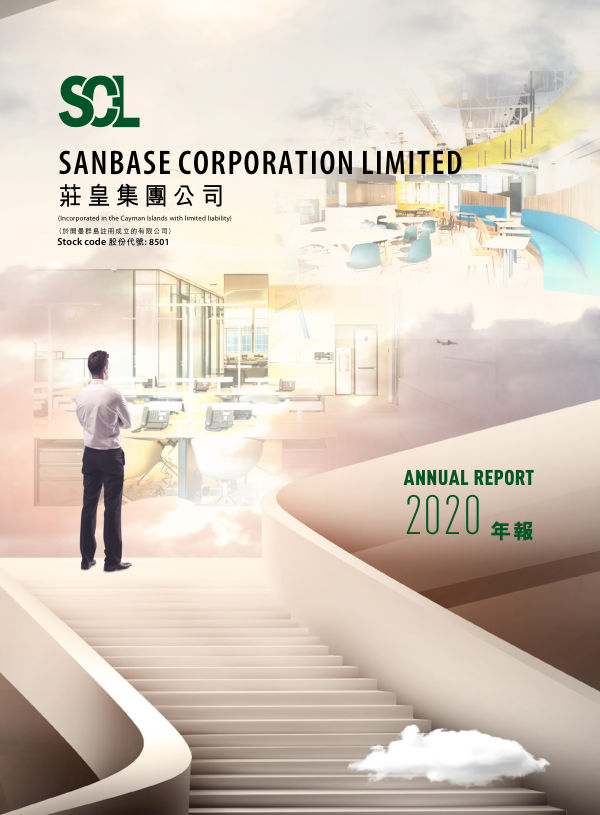 SCL
SANBASE CORPORATION LIMITED
莊皇集團公司
(Incorporated in the Cayman Islands with limited liability)
（於開曼群島註冊成立的有限公司）
Stock code 股份代號: 8501
ANNUAL REPORT
2020 年報